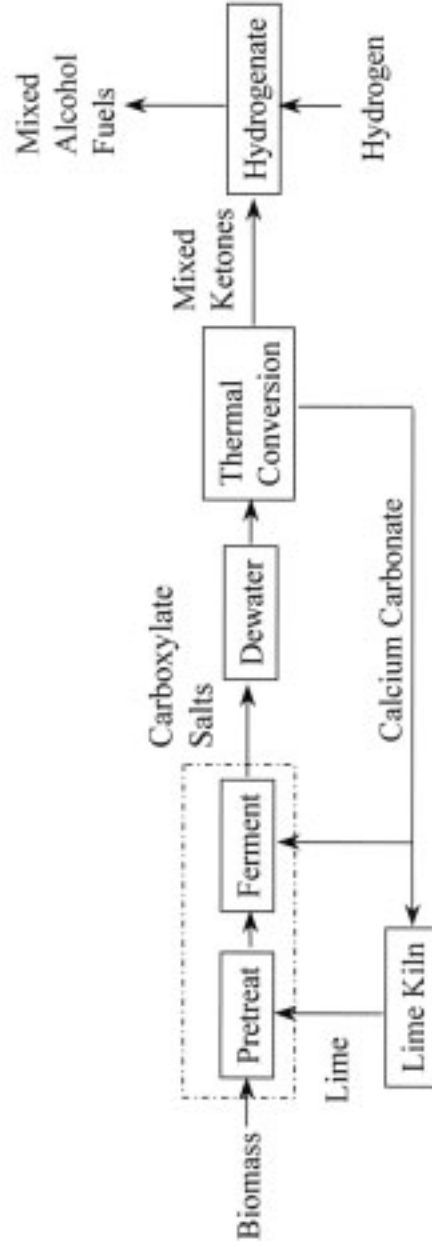 Biomass
Pretreat
Ferment
Carboxylate
Salts
Dewater
Thermal
Conversion
Mixed
Ketones
Hydrogenate
Mixed
Alcohol
Fuels
Hydrogen
Lime
Lime Kiln
Calcium Carbonate